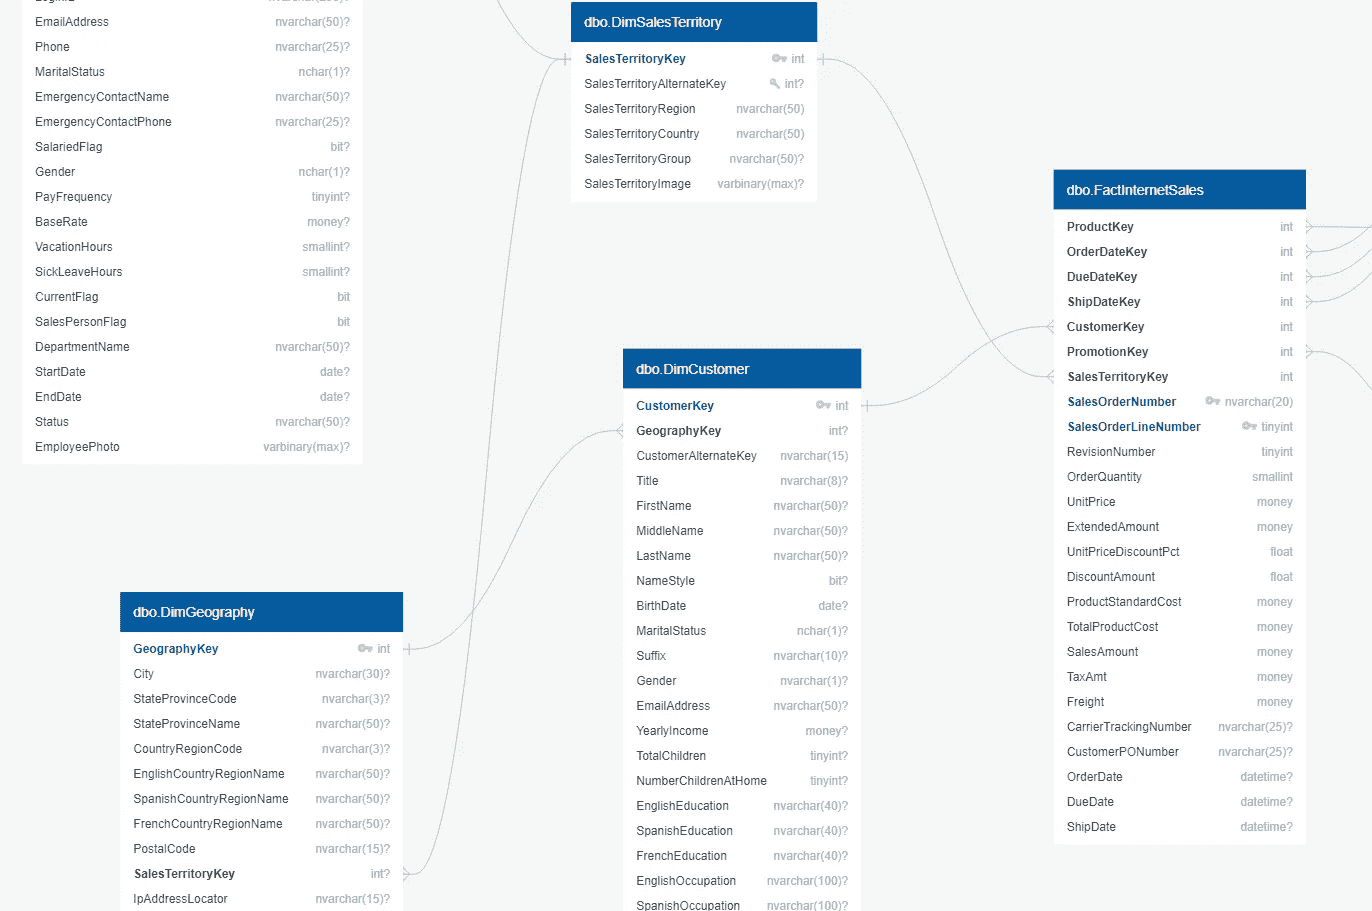 EmailAddress nvarchar(50)?
Phone nvarchar(25)?
MaritalStatus nchar(1)?
EmergencyContactName nvarchar(50)?
EmergencyContactPhone nvarchar(25)?
SalariedFlag bit?
Gender nchar(1)?
PayFrequency tinyint?
BaseRate money?
VacationHours smallint?
SickLeaveHours smallint?
CurrentFlag bit
SalesPersonFlag bit
DepartmentName nvarchar(50)?
StartDate date?
EndDate date?
Status nvarchar(50)?
EmployeePhoto varbinary(max)?
dbo.DimSalesTerritory
SalesTerritoryKey int
SalesTerritoryAlternateKey int?
SalesTerritoryRegion nvarchar(50)
SalesTerritoryCountry nvarchar(50)
SalesTerritoryGroup nvarchar(50)?
SalesTerritoryImage varbinary(max)?
dbo.DimGeography
GeographyKey int
City nvarchar(30)?
StateProvinceCode nvarchar(3)?
StateProvinceName nvarchar(50)?
CountryRegionCode nvarchar(3)?
EnglishCountryRegionName nvarchar(50)?
SpanishCountryRegionName nvarchar(50)?
FrenchCountryRegionName nvarchar(50)?
PostalCode nvarchar(15)?
SalesTerritoryKey int?
IpAddressLocator nvarchar(15)?
dbo.DimCustomer
CustomerKey int
GeographyKey int?
CustomerAlternateKey nvarchar(15)
Title nvarchar(8)?
FirstName nvarchar(50)?
MiddleName nvarchar(50)?
LastName nvarchar(50)?
NameStyle bit?
BirthDate date?
MaritalStatus nchar(1)?
Suffix nvarchar(10)?
Gender nvarchar(1)?
EmailAddress nvarchar(50)?
YearlyIncome money?
TotalChildren tinyint?
NumberChildrenAtHome tinyint?
EnglishEducation nvarchar(40)?
SpanishEducation nvarchar(40)?
FrenchEducation nvarchar(40)?
EnglishOccupation nvarchar(100)?
SpanishOccupation nvarchar(100)?
dbo.FactInternetSales
ProductKey int
OrderDateKey int
DueDateKey int
ShipDateKey int
CustomerKey int
PromotionKey int
SalesTerritoryKey int
SalesOrderNumber nvarchar(20)
SalesOrderLineNumber tinyint
RevisionNumber tinyint
OrderQuantity smallint
UnitPrice money
ExtendedAmount money
UnitPriceDiscountPct float
DiscountAmount float
ProductStandardCost money
TotalProductCost money
SalesAmount money
TaxAmt money
Freight money
CarrierTrackingNumber nvarchar(25)?
CustomerPONumber nvarchar(25)?
OrderDate datetime?
DueDate datetime?
ShipDate datetime?